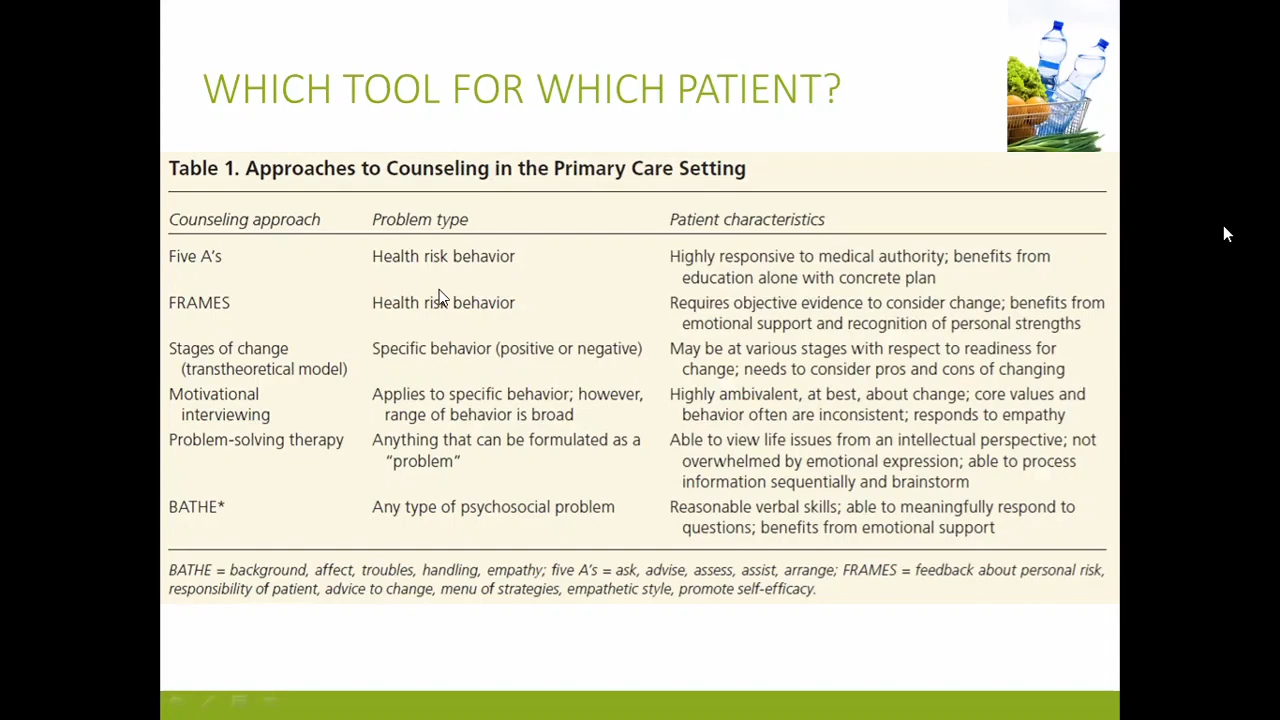 WHICH TOOL FOR WHICH PATIENT?
Table 1. Approaches to Counseling in the Primary Care Setting
Counseling approach Problem type Patient characteristics
Five A's Health risk behavior Highly responsive to medical authority; benefits from
education alone with concrete plan
FRAMES Health risk behavior Requires objective evidence to consider change; benefits from
emotional support and recognition of personal strengths
Stages of change Specific behavior (positive or negative) May be at various stages with respect to readiness for
(transtheoretical model) change; needs to consider pros and cons of changing
Motivational Applies to specific behavior; however, Highly ambivalent, at best, about change; core values and
interviewing range of behavior is broad behavior often are inconsistent; responds to empathy
Problem-solving therapy Anything that can be formulated as a Able to view life issues from an intellectual perspective; not
"problem" overwhelmed by emotional expression; able to process
information sequentially and brainstorm
BATHE* Any type of psychosocial problem Reasonable verbal skills; able to meaningfully respond to
questions; benefits from emotional support
BATHE = background, affect, troubles, handling, empathy; five A's = ask, advise, assess, assist, arrange; FRAMES = feedback about personal risk,
responsibility of patient, advice to change, menu of strategies, empathetic style, promote self-efficacy.